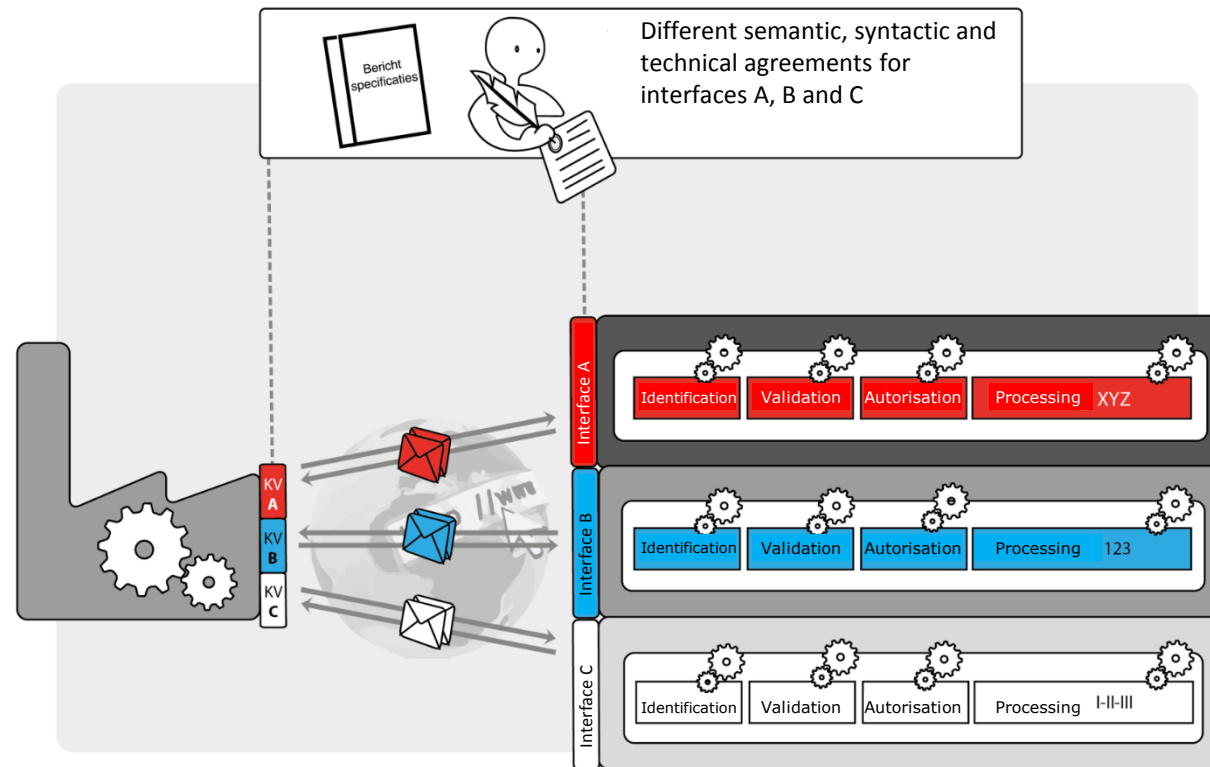 Bericht
specificaties
Different semantic, syntactic and
technical agreements for
interfaces A, B and C
KV
A
KV
B
KV
C
//www
Interface A
Identification
Validation
Autorisation
Processing XYZ
Interface B
Identification
Validation
Autorisation
Processing 123
Interface C
Identification
Validation
Autorisation
Processing I-II-III